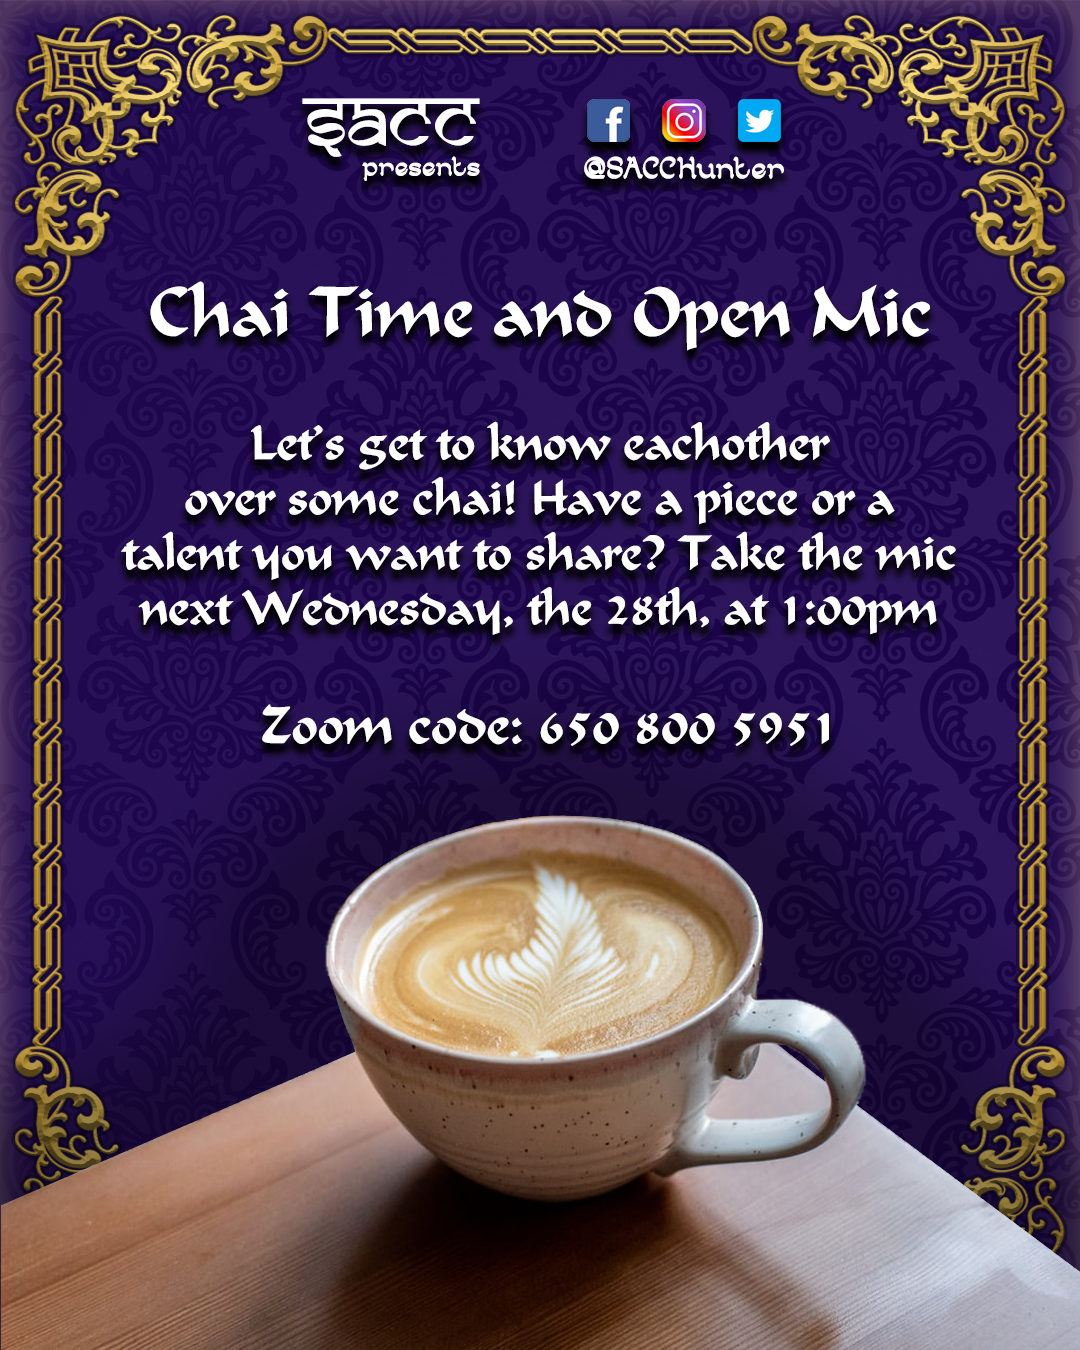 sacc
presents
@SACCHunter
Chai Time and Open Mic
Let's get to know eachother
over some chai! Have a piece or a
talent you want to share? Take the mic
next Wednesday, the 28th, at 1:00pm
Zoom code: 650 800 5951